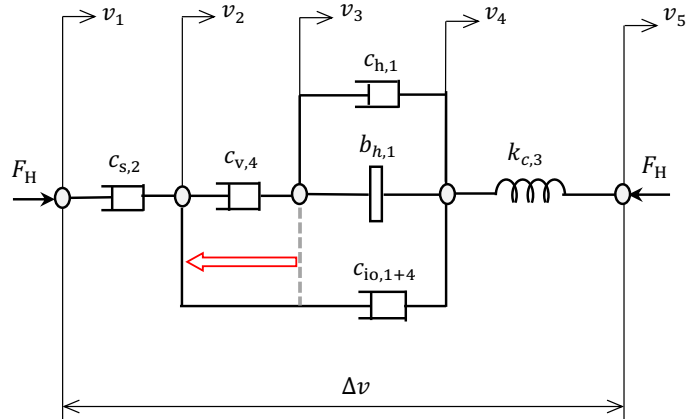 v₁ v₂ v₃ v₄ v₅
c_h,1
F_H c_s,2 c_v,4 b_h,1 k_c,3 F_H
c_io,1+4
Δv